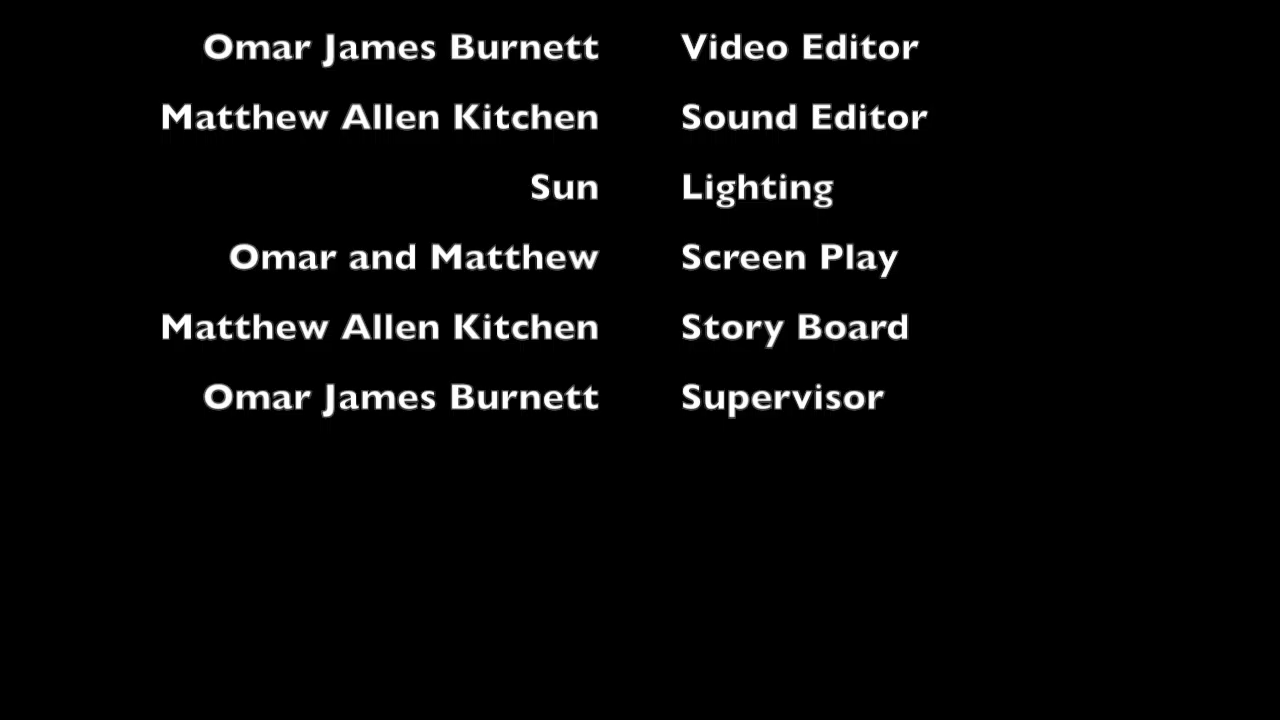 Omar James Burnett Video Editor
Matthew Allen Kitchen Sound Editor
Sun Lighting
Omar and Matthew Screen Play
Matthew Allen Kitchen Story Board
Omar James Burnett Supervisor